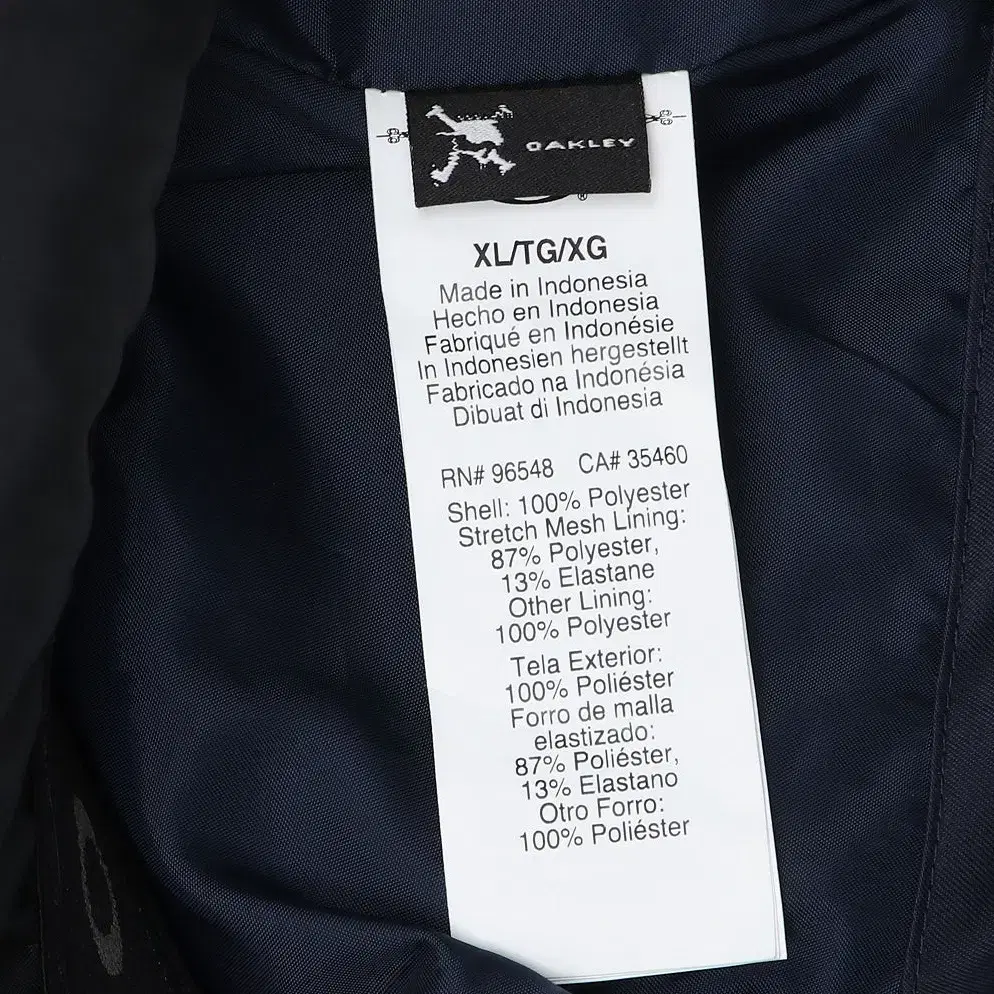 OAKLEY
®
XL/TG/XG
Made in Indonesia
Hecho en Indonesia
Fabriqué en Indonésie
In Indonesien hergestellt
Fabricado na Indonésia
Dibuat di Indonesia
RN# 96548 CA# 35460
Shell: 100% Polyester
Stretch Mesh Lining:
87% Polyester,
13% Elastane
Other Lining:
100% Polyester
Tela Exterior:
100% Poliéster
Forro de malla
elastizado:
87% Poliéster,
13% Elastano
Otro Forro:
100% Poliéster